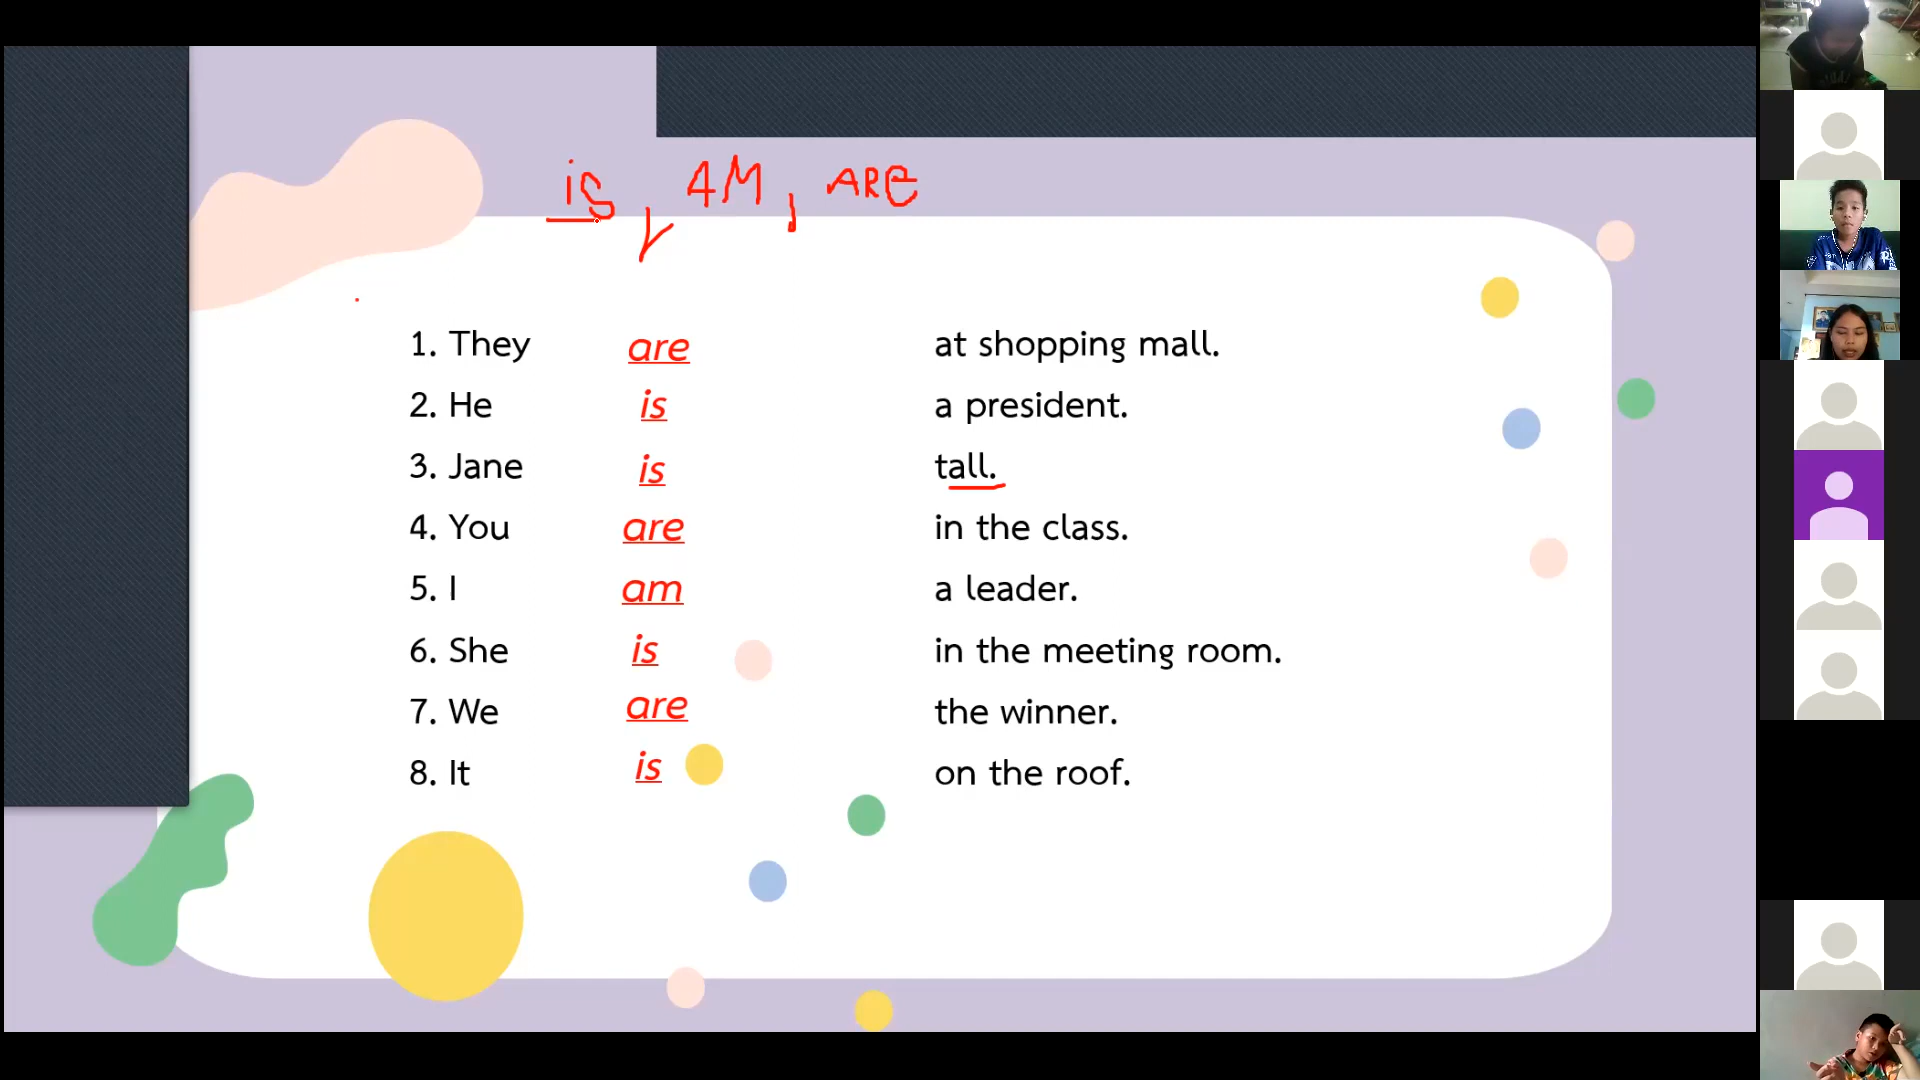 is, AM, ARE
1. They are at shopping mall.
2. He is a president.
3. Jane is tall.
4. You are in the class.
5. I am a leader.
6. She is in the meeting room.
7. We are the winner.
8. It is on the roof.